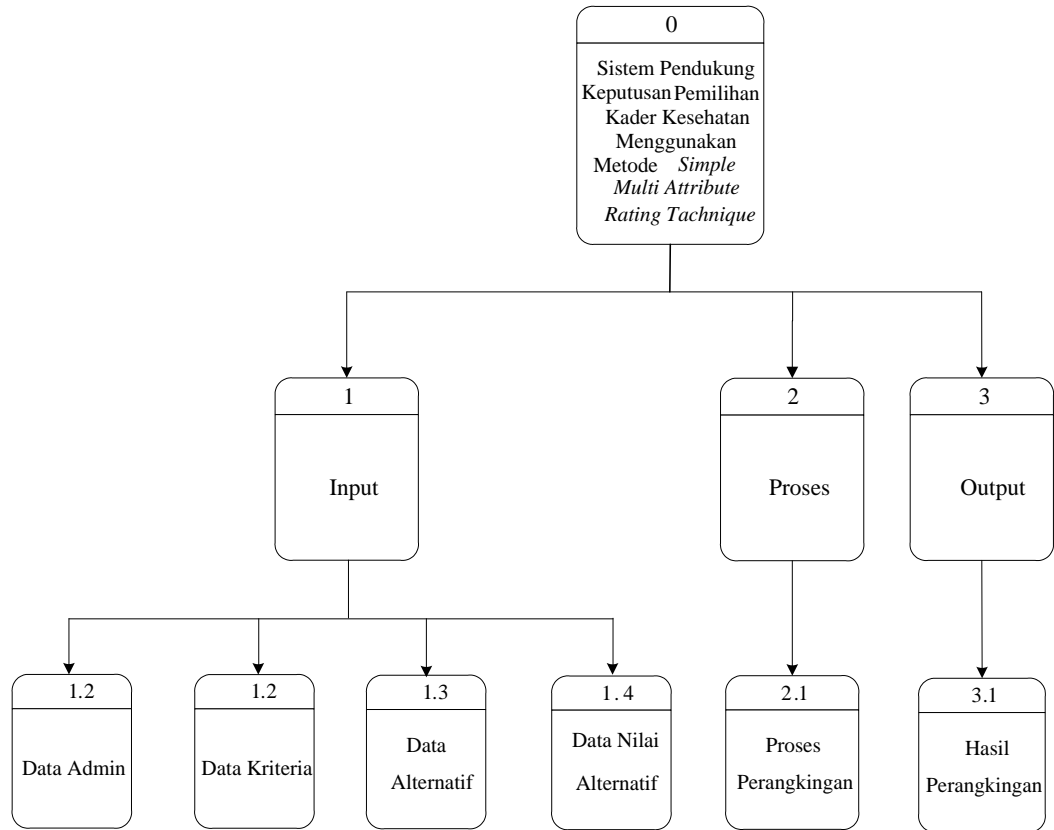 0
Sistem Pendukung
Keputusan Pemilihan
Kader Kesehatan
Menggunakan
Metode Simple
Multi Attribute
Rating Tachnique
1
Input
2
Proses
3
Output
1.2
Data Admin
1.2
Data Kriteria
1.3
Data
Alternatif
1.4
Data Nilai
Alternatif
2.1
Proses
Perangkingan
3.1
Hasil
Perangkingan